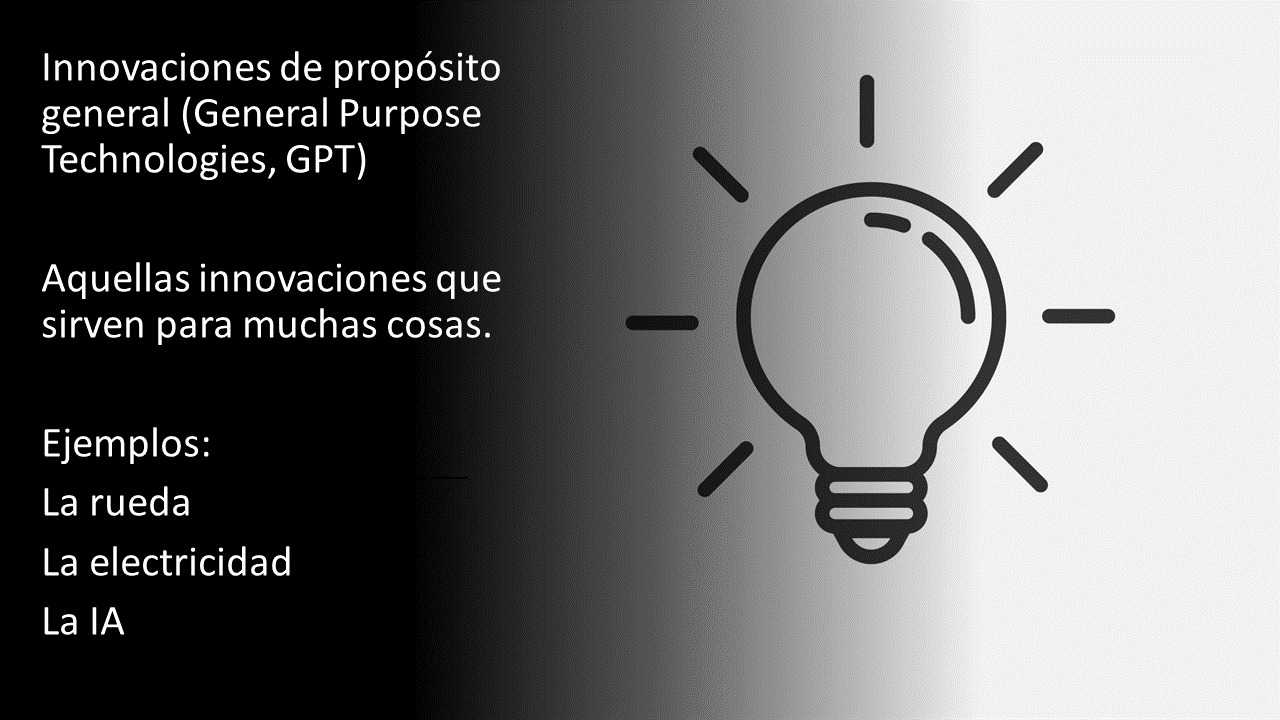 Innovaciones de propósito
general (General Purpose
Technologies, GPT)
Aquellas innovaciones que
sirven para muchas cosas.
Ejemplos:
La rueda
La electricidad
La IA